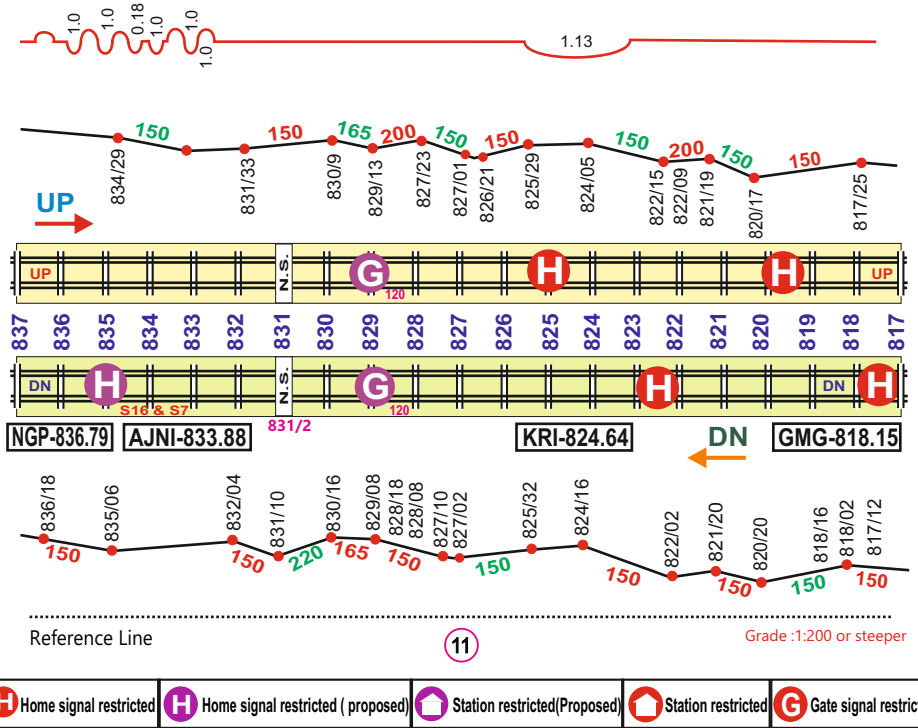 1.0 1.0 0.18 1.0 1.0 1.0 1.13
150 150 165 200 150 150 150 200 150 150
834/29 831/33 830/9 829/13 827/23 827/01 826/21 825/29 824/05 822/15 822/09 821/19 820/17 817/25
UP
UP N.S. G 120 H H UP
837 836 835 834 833 832 831 830 829 828 827 826 825 824 823 822 821 820 819 818 817
DN H S16 & S7 N.S. G 120 H DN H
831/2
NGP-836.79 AJNI-833.88 KRI-824.64 DN GMG-818.15
836/18 835/06 832/04 831/10 830/16 829/08 828/18 828/08 827/10 827/02 825/32 824/16 822/02 821/20 820/20 818/16 818/02 817/12
150 150 220 165 150 150 150 150 150 150
Reference Line 11 Grade :1:200 or steeper
H Home signal restricted H Home signal restricted ( proposed) Station restricted(Proposed) Station restricted G Gate signal restric